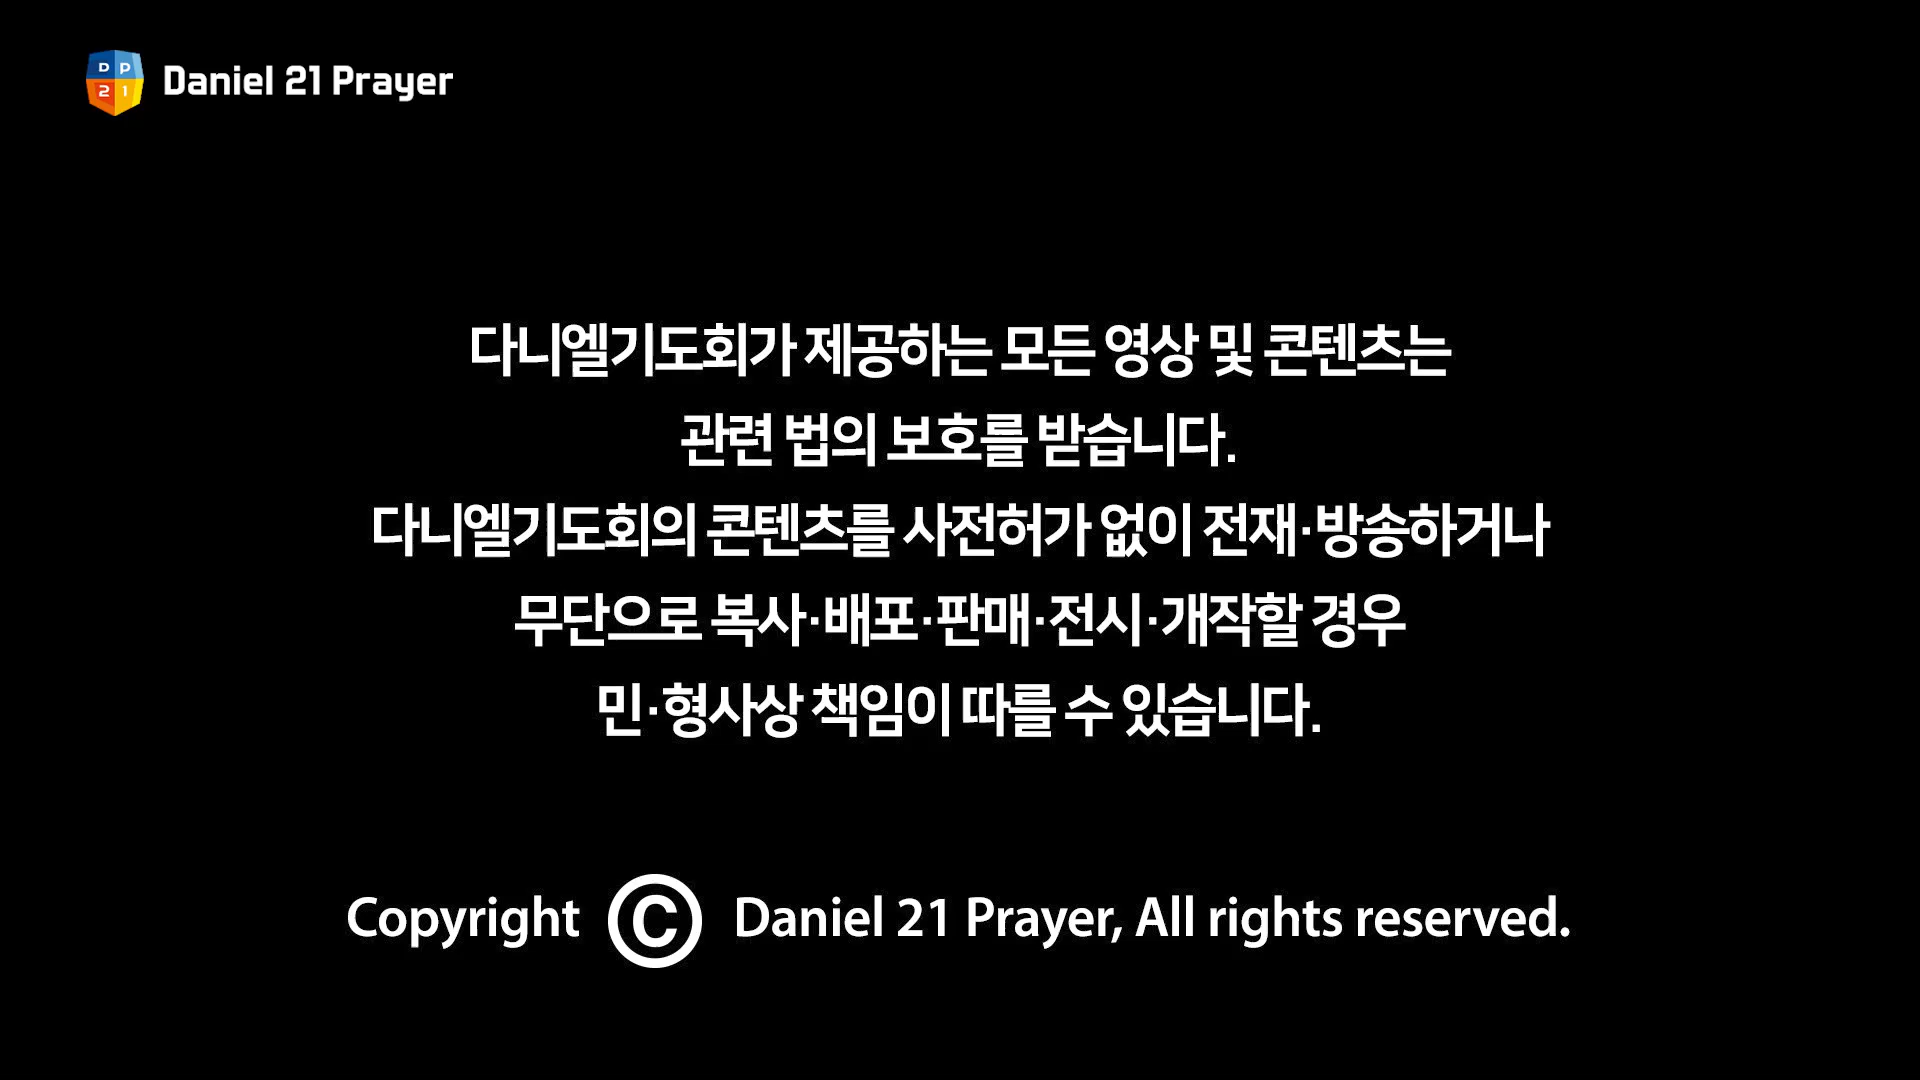 DP
21
Daniel 21 Prayer
다니엘기도회가 제공하는 모든 영상 및 콘텐츠는
관련 법의 보호를 받습니다.
다니엘기도회의 콘텐츠를 사전허가 없이 전재·방송하거나
무단으로 복사·배포·판매·전시·개작할 경우
민·형사상 책임이 따를 수 있습니다.
Copyright © Daniel 21 Prayer, All rights reserved.